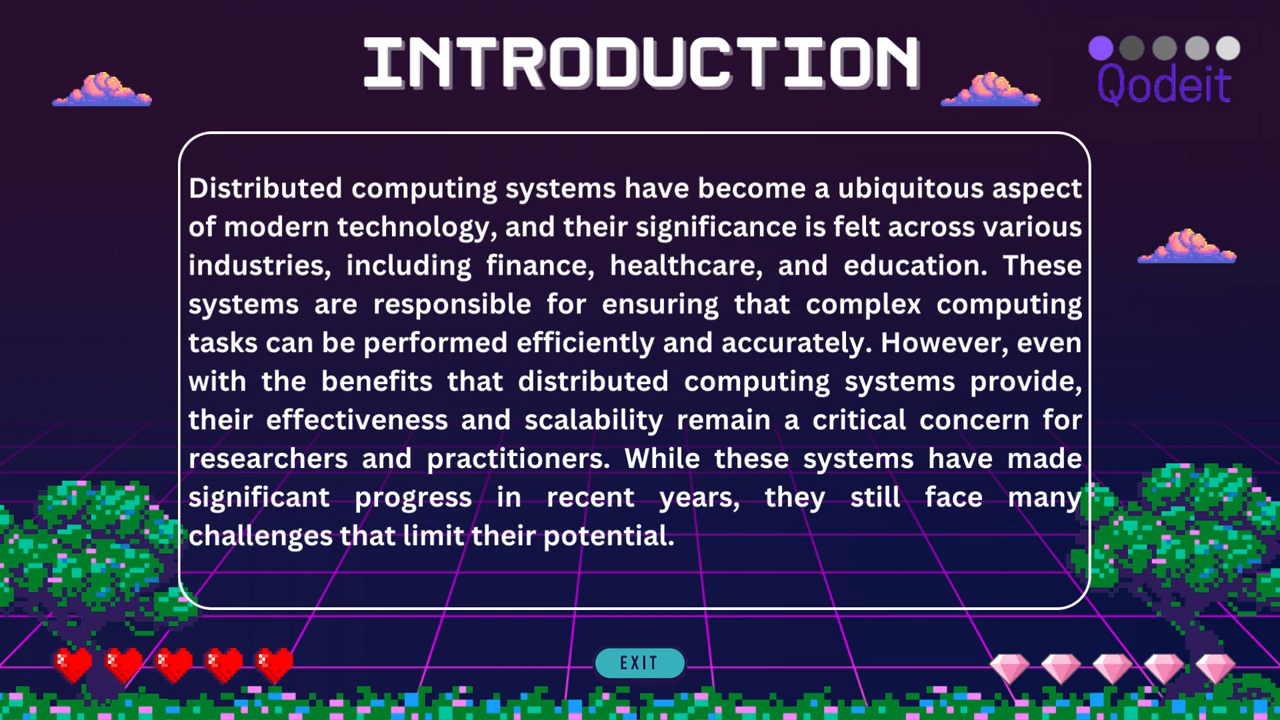 INTRODUCTION
Qodeit
Distributed computing systems have become a ubiquitous aspect
of modern technology, and their significance is felt across various
industries, including finance, healthcare, and education. These
systems are responsible for ensuring that complex computing
tasks can be performed efficiently and accurately. However, even
with the benefits that distributed computing systems provide,
their effectiveness and scalability remain a critical concern for
researchers and practitioners. While these systems have made
significant progress in recent years, they still face many
challenges that limit their potential.
EXIT